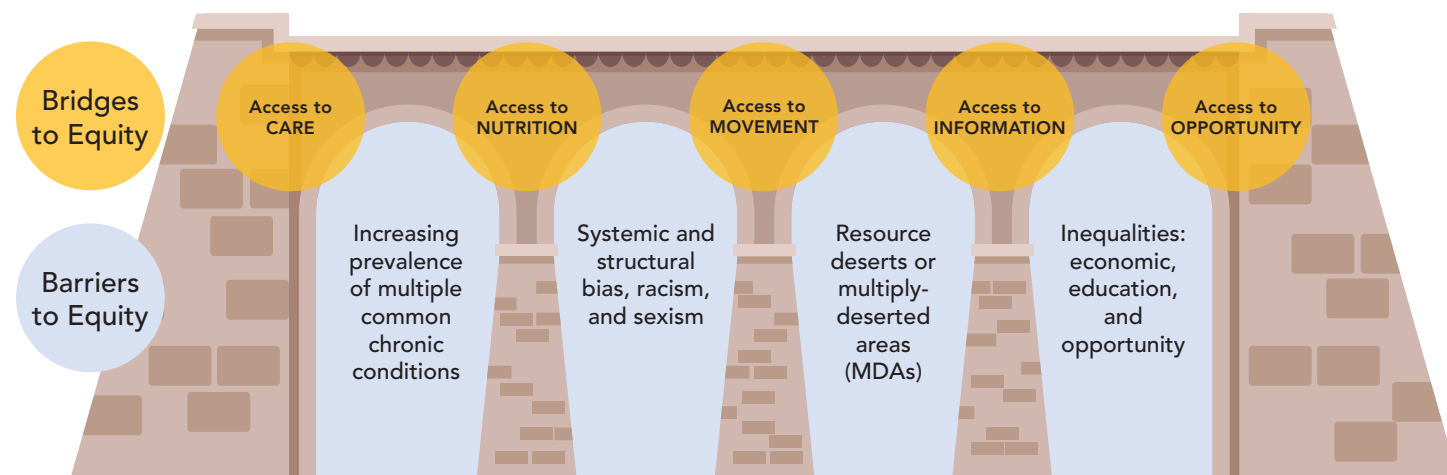 Bridges
to Equity
Access to
CARE
Access to
NUTRITION
Access to
MOVEMENT
Access to
INFORMATION
Access to
OPPORTUNITY
Barriers
to Equity
Increasing
prevalence
of multiple
common
chronic
conditions
Systemic and
structural
bias, racism,
and sexism
Resource
deserts or
multiply-
deserted
areas
(MDAs)
Inequalities:
economic,
education,
and
opportunity